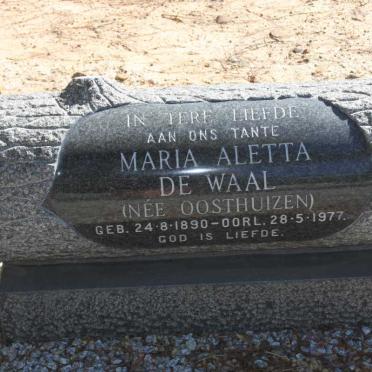 IN TERE LIEFDE
AAN ONS TANTE
MARIA ALETTA
DE WAAL
(NÉE OOSTHUIZEN)
GEB. 24·8·1890–OORL. 28·5·1977.
GOD IS LIEFDE.